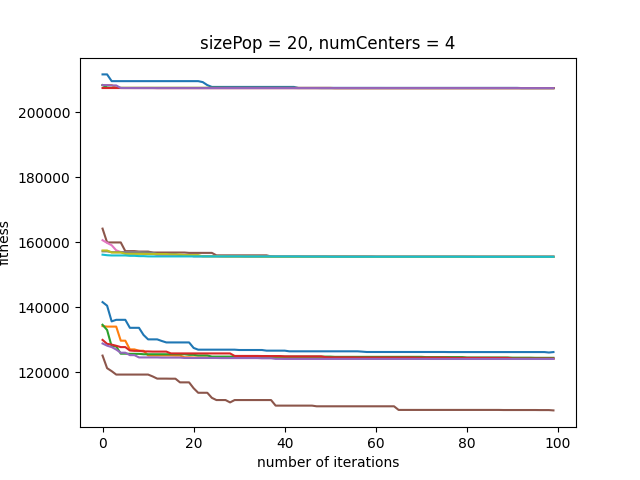 sizePop = 20, numCenters = 4
200000
180000
160000
140000
120000
fitness
0 20 40 60 80 100
number of iterations